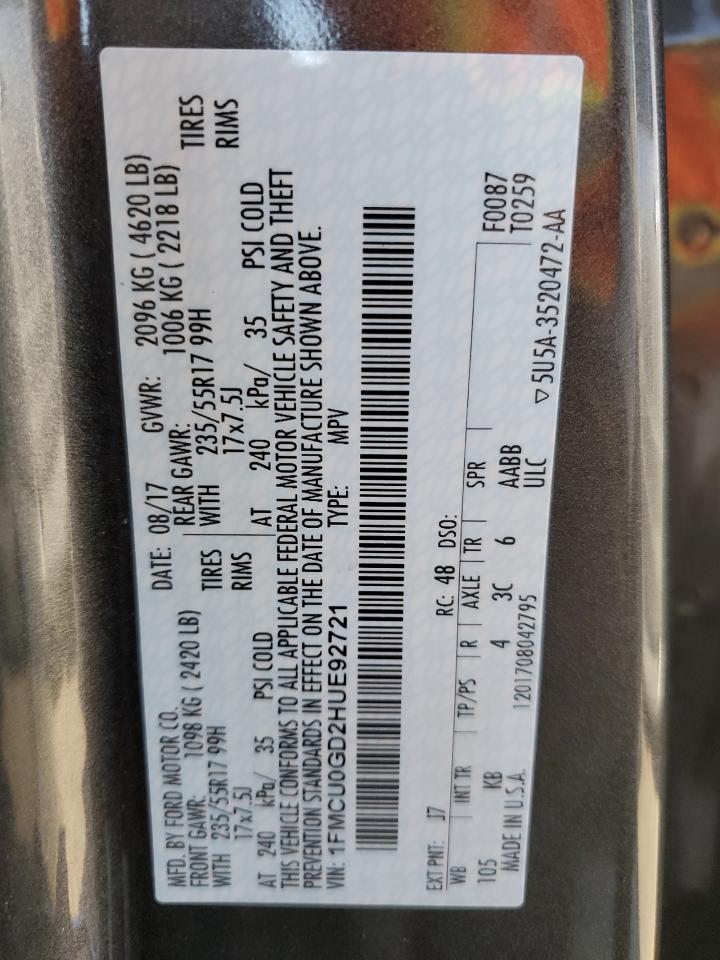 MFD. BY FORD MOTOR CO.
DATE: 08/17 GVWR: 2096 KG ( 4620 LB)
FRONT GAWR: 1098 KG ( 2420 LB)
REAR GAWR: 1006 KG ( 2218 LB)
WITH 235/55R17 99H TIRES
WITH 235/55R17 99H TIRES
17x7.5J RIMS
17x7.5J RIMS
AT 240 kPa/ 35 PSI COLD
AT 240 kPa/ 35 PSI COLD
THIS VEHICLE CONFORMS TO ALL APPLICABLE FEDERAL MOTOR VEHICLE SAFETY AND THEFT
PREVENTION STANDARDS IN EFFECT ON THE DATE OF MANUFACTURE SHOWN ABOVE.
VIN: 1FMCU0GD2HUE92721 TYPE: MPV
EXT PNT: J7 RC: 48 DSO: F0087
WB INT TR TP/PS R AXLE TR SPR T0259
105 KB 4 3C 6 AABB
ULC
MADE IN U.S.A. 1201708042795 ▽5U5A-3520472-AA